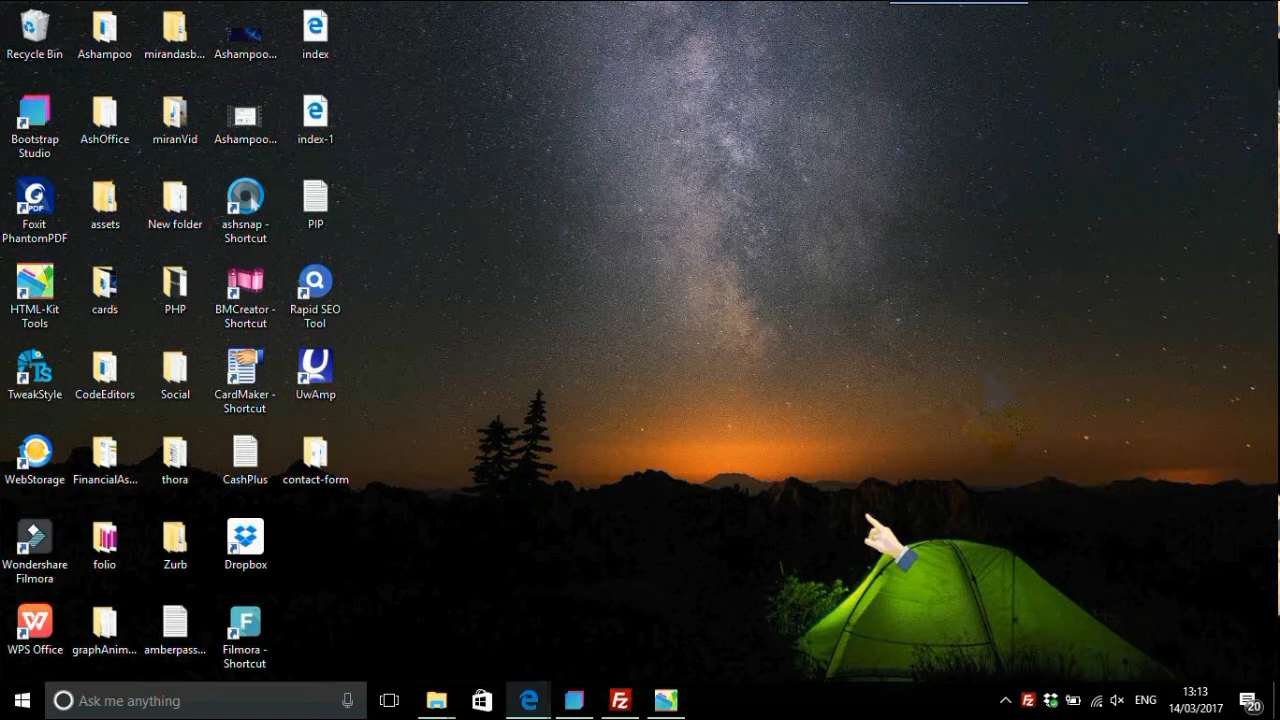 Recycle Bin
Ashampoo
mirandasb...
Ashampoo...
index
Bootstrap
Studio
AshOffice
miranVid
Ashampoo...
index-1
PDF
Foxit
PhantomPDF
assets
New folder
ashsnap -
Shortcut
PIP
HTML-Kit
Tools
cards
PHP
BMCreator -
Shortcut
Rapid SEO
Tool
TweakStyle
CodeEditors
Social
CardMaker -
Shortcut
UwAmp
WebStorage
FinancialAs...
thora
CashPlus
contact-form
Wondershare
Filmora
folio
Zurb
Dropbox
WPS Office
graphAnim...
amberpass...
Filmora -
Shortcut
Ask me anything
ENG
13:13
14/03/2017
20